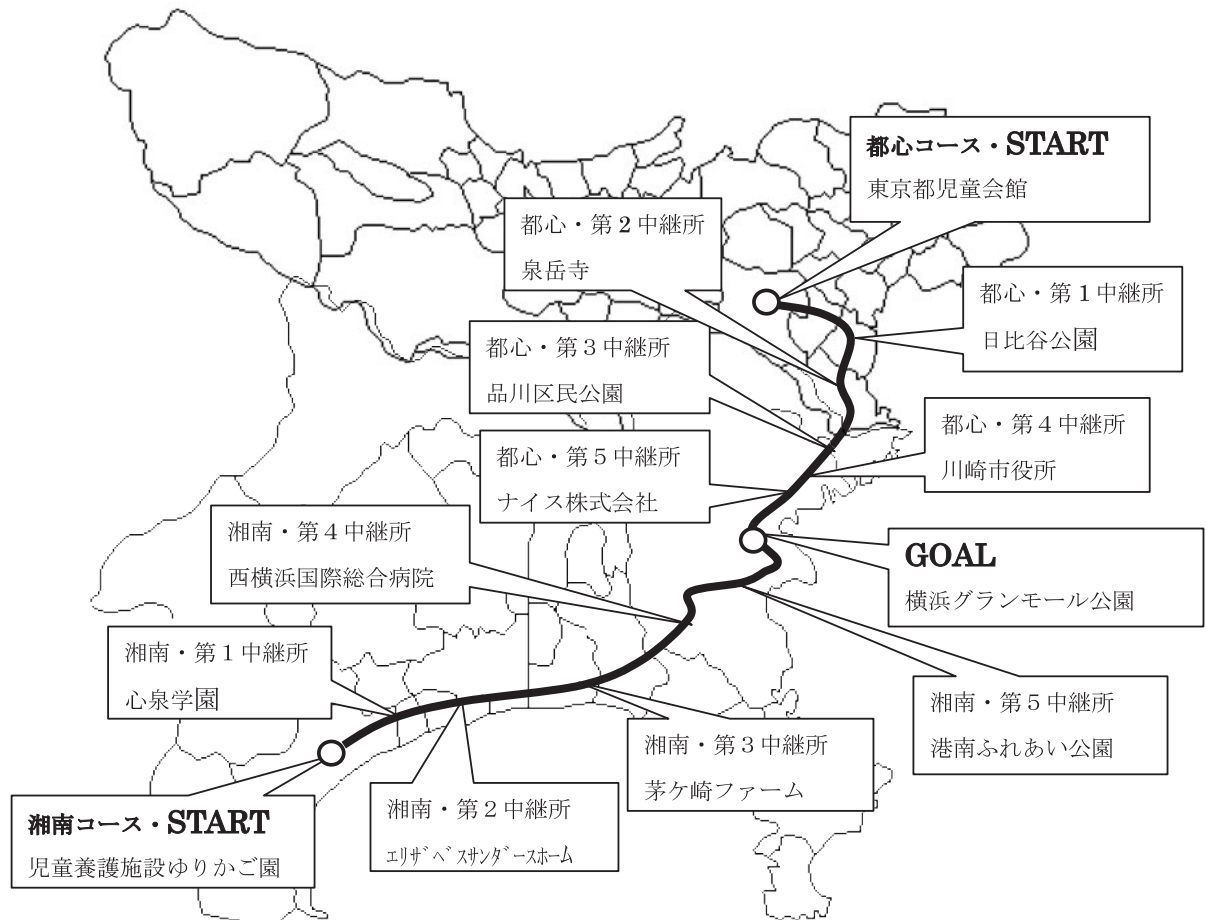 都心コース・START
東京都児童会館
都心・第2中継所
泉岳寺
都心・第1中継所
日比谷公園
都心・第3中継所
品川区民公園
都心・第4中継所
川崎市役所
都心・第5中継所
ナイス株式会社
湘南・第4中継所
西横浜国際総合病院
GOAL
横浜グランモール公園
湘南・第1中継所
心泉学園
湘南・第5中継所
港南ふれあい公園
湘南・第3中継所
茅ケ崎ファーム
湘南・第2中継所
エリザベスサンダースホーム
湘南コース・START
児童養護施設ゆりかご園